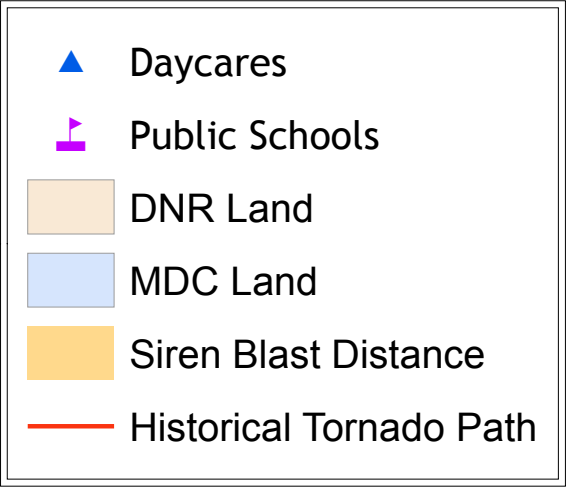 Daycares
Public Schools
DNR Land
MDC Land
Siren Blast Distance
Historical Tornado Path